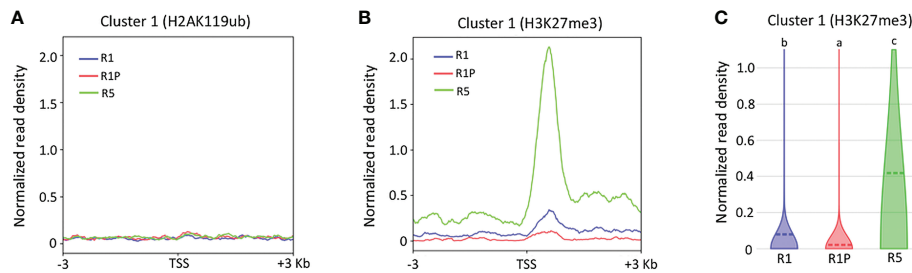 A
Cluster 1 (H2AK119ub)
Normalized read density
2.0
1.5
1.0
0.5
0
R1
R1P
R5
-3
TSS
+3 Kb
B
Cluster 1 (H3K27me3)
Normalized read density
2.0
1.5
1.0
0.5
0
R1
R1P
R5
-3
TSS
+3 Kb
C
Cluster 1 (H3K27me3)
b
a
c
Normalized read density
1.0
0.8
0.6
0.4
0.2
0
R1
R1P
R5